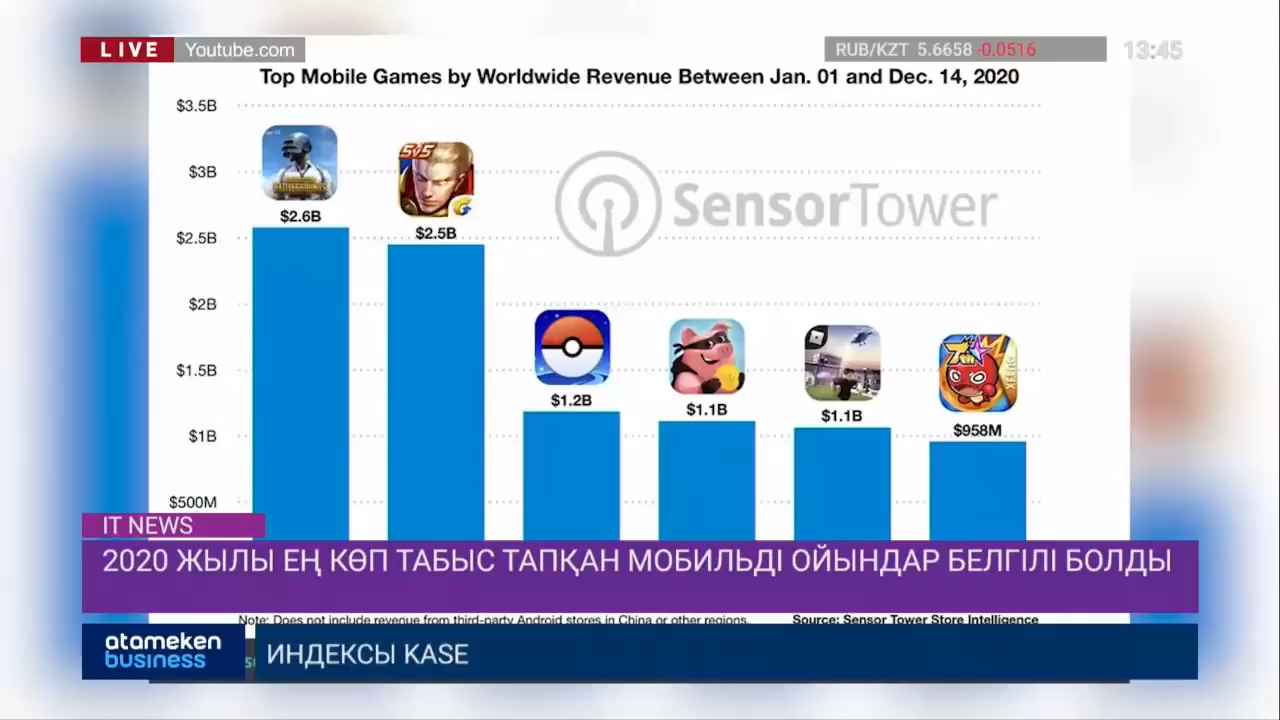 LIVE Youtube.com
RUB/KZT 5.6658 -0.0516 13:45
Top Mobile Games by Worldwide Revenue Between Jan. 01 and Dec. 14, 2020
$3.5B
$3B
$2.5B
$2B
$1.5B
$1B
$500M
SensorTower
5v5
$2.6B
$2.5B
$1.2B
$1.1B
$1.1B
$958M
IT NEWS
2020 ЖЫЛЫ ЕҢ КӨП ТАБЫС ТАПҚАН МОБИЛЬДІ ОЙЫНДАР БЕЛГІЛІ БОЛДЫ
Note: Does not include revenue from third-party Android stores in China or other regions.
Source: Sensor Tower Store Intelligence
atameken
business
ИНДЕКСЫ KASE